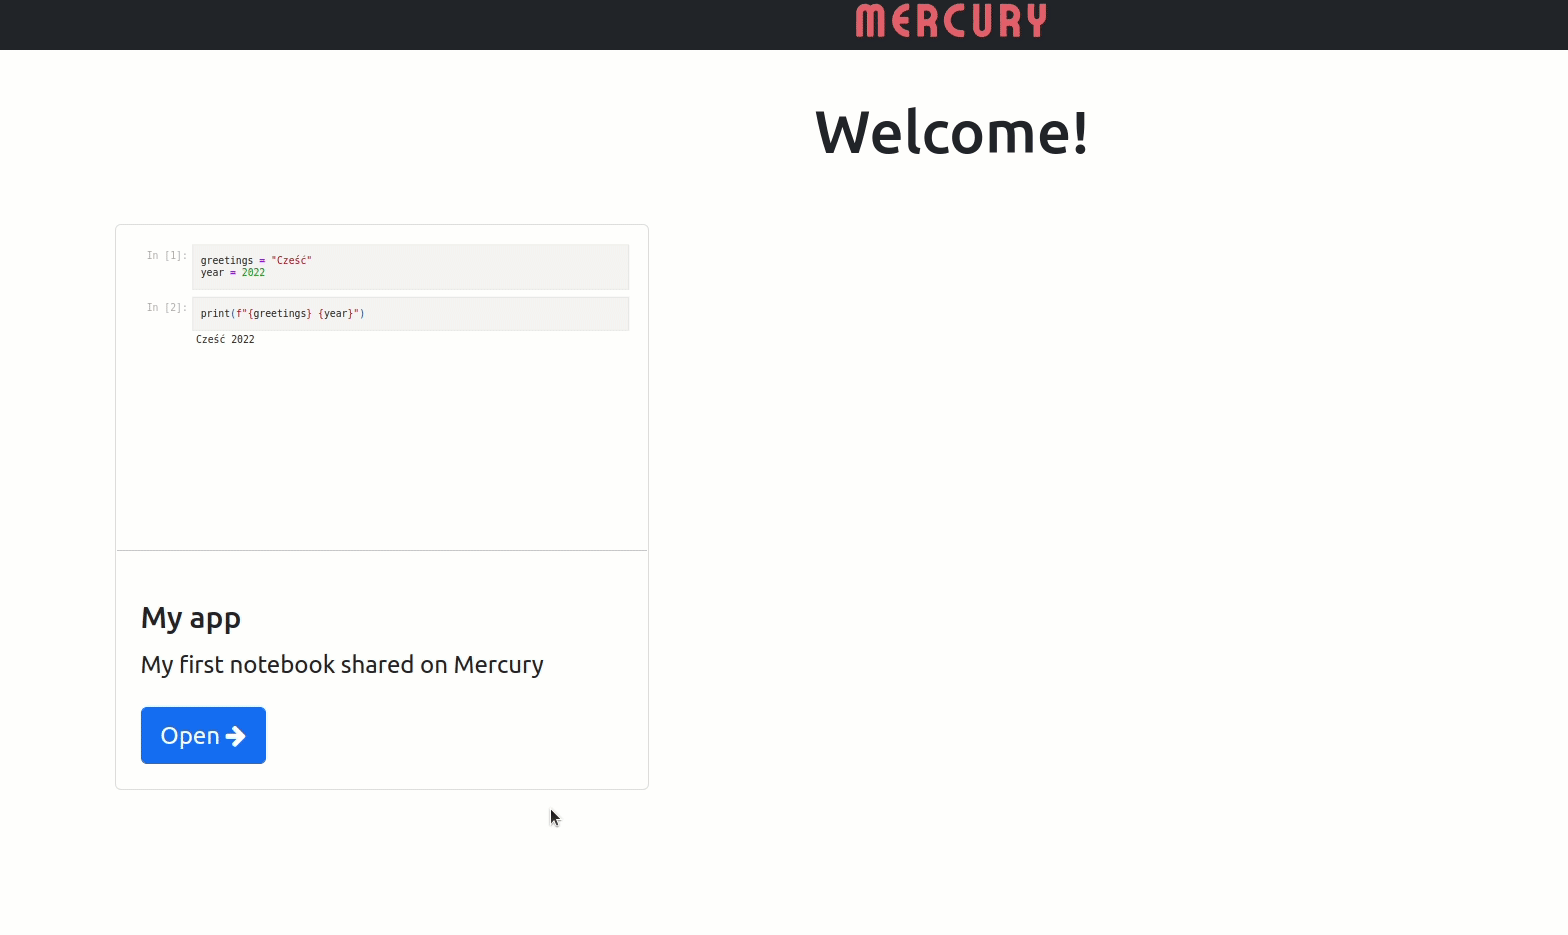 MERCURY
Welcome!
In [1]:
greetings = "Cześć"
year = 2022
In [2]:
print(f"{greetings} {year}")
Cześć 2022
My app
My first notebook shared on Mercury
Open